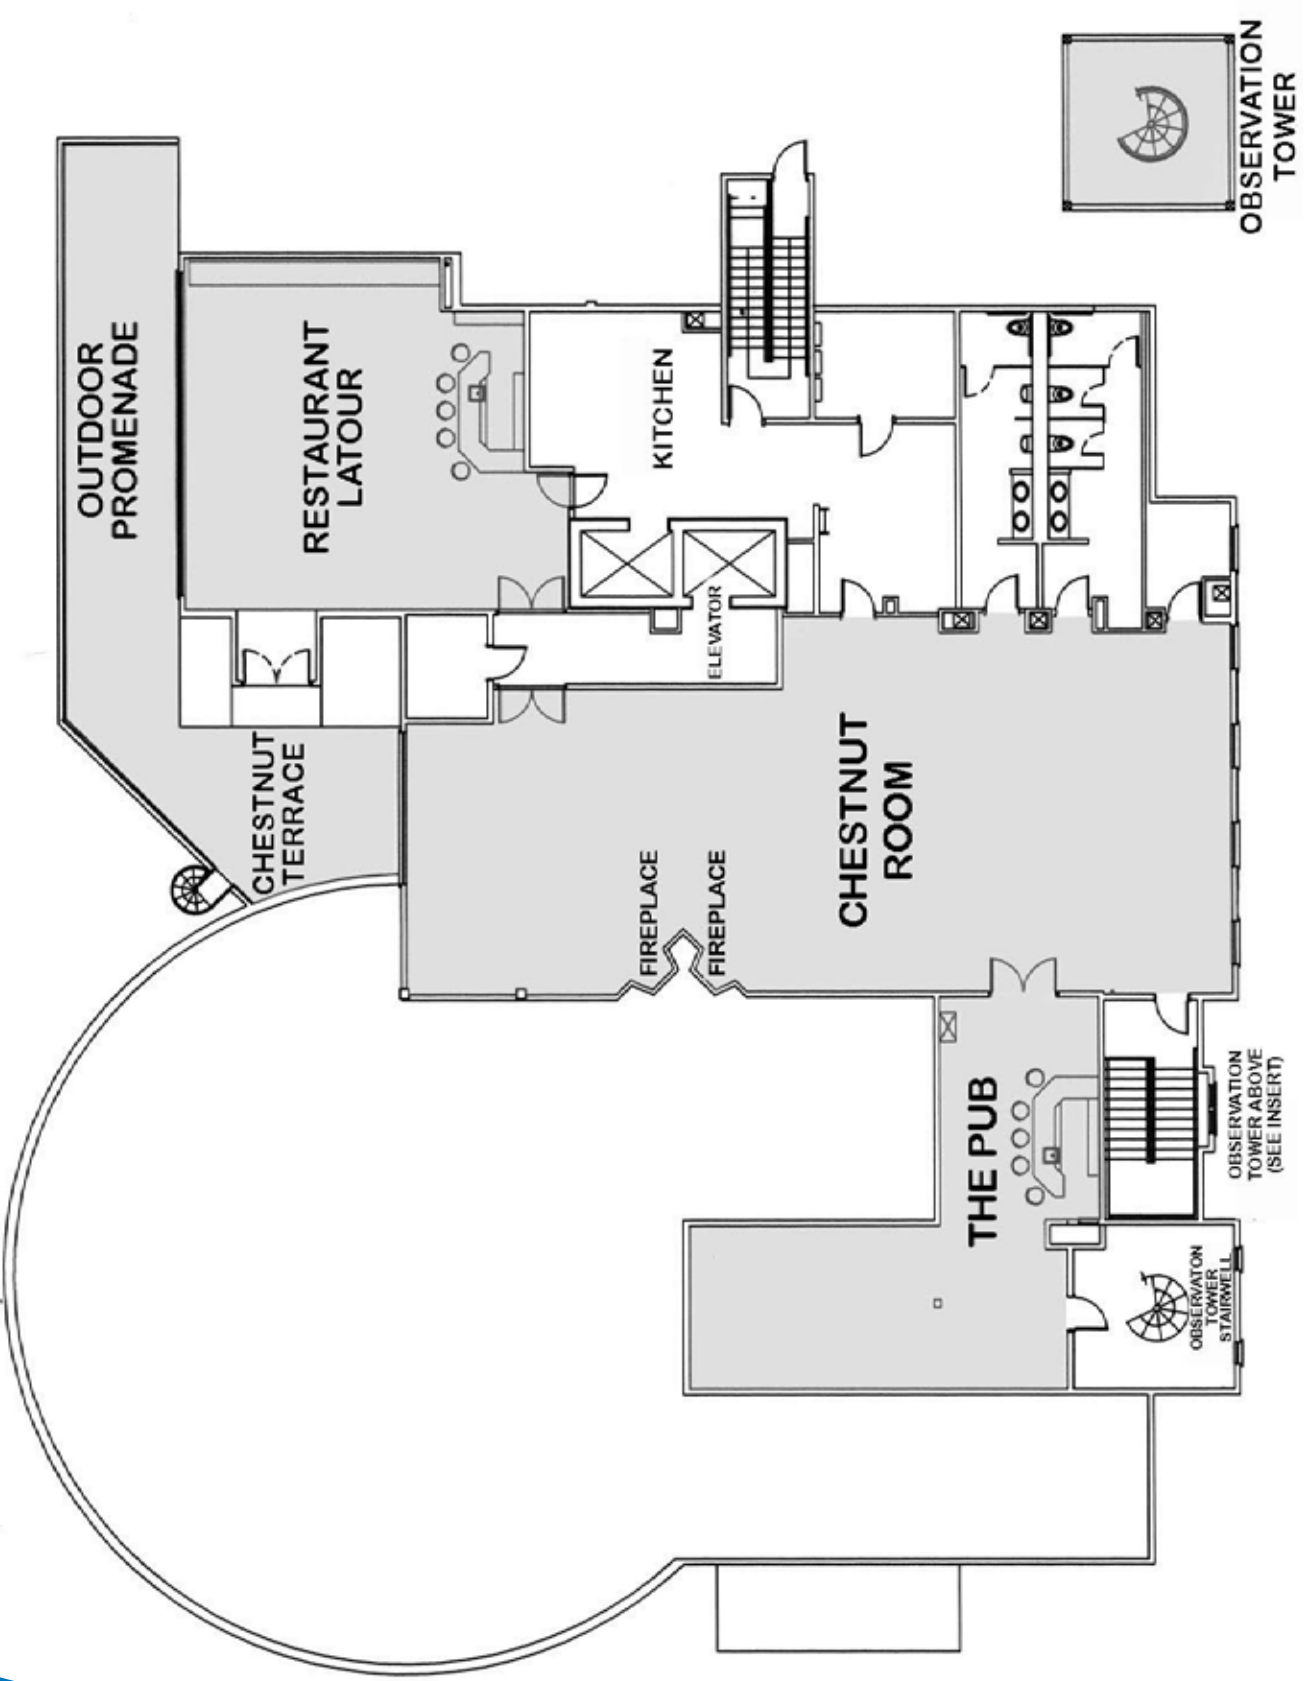 OBSERVATION
TOWER
OUTDOOR
PROMENADE
RESTAURANT
LATOUR
KITCHEN
ELEVATOR
CHESTNUT
TERRACE
CHESTNUT
ROOM
FIREPLACE
FIREPLACE
THE PUB
OBSERVATION
TOWER ABOVE
(SEE INSERT)
OBSERVATON
TOWER
STAIRWELL